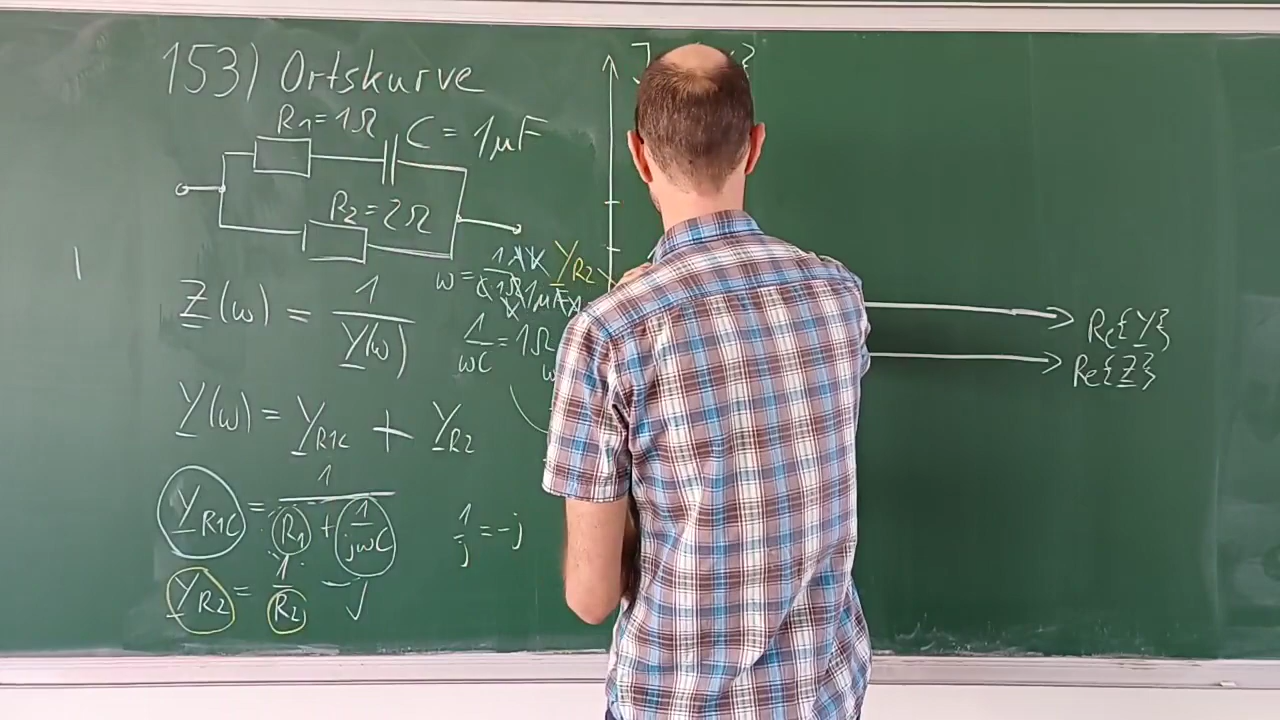 153) Ortskurve
R1=1Ω C = 1μF
R2=2Ω
Z(ω) = 1/Y(ω)
1/ωC = 1Ω
YR2
Y(ω) = YR1C + YR2
YR1C = 1/(R1 + 1/jωC)
1/j = -j
YR2 = 1/R2
Re{Y}
Re{Z}